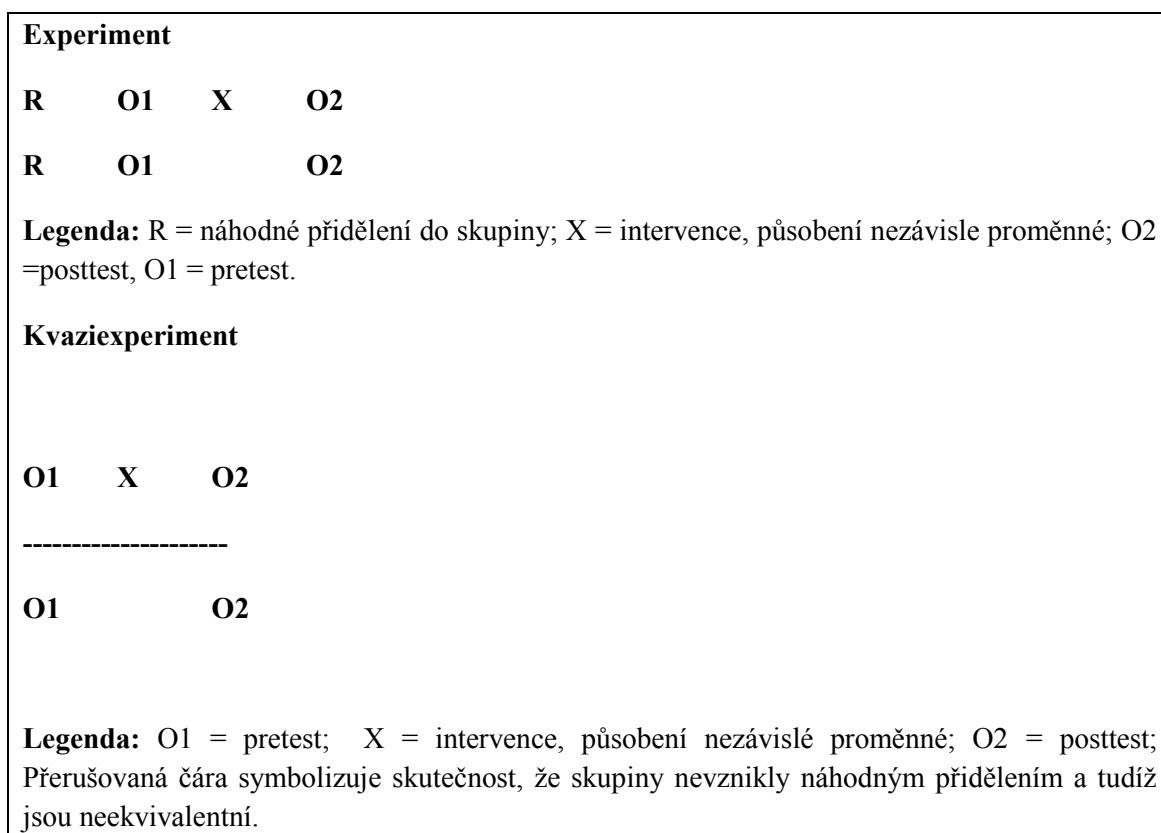 Experiment
R O1 X O2
R O1 O2
Legenda: R = náhodné přidělení do skupiny; X = intervence, působení nezávisle proměnné; O2
=posttest, O1 = pretest.
Kvaziexperiment
O1 X O2
---------------------
O1 O2
Legenda: O1 = pretest; X = intervence, působení nezávislé proměnné; O2 = posttest;
Přerušovaná čára symbolizuje skutečnost, že skupiny nevznikly náhodným přidělením a tudíž
jsou neekvivalentní.